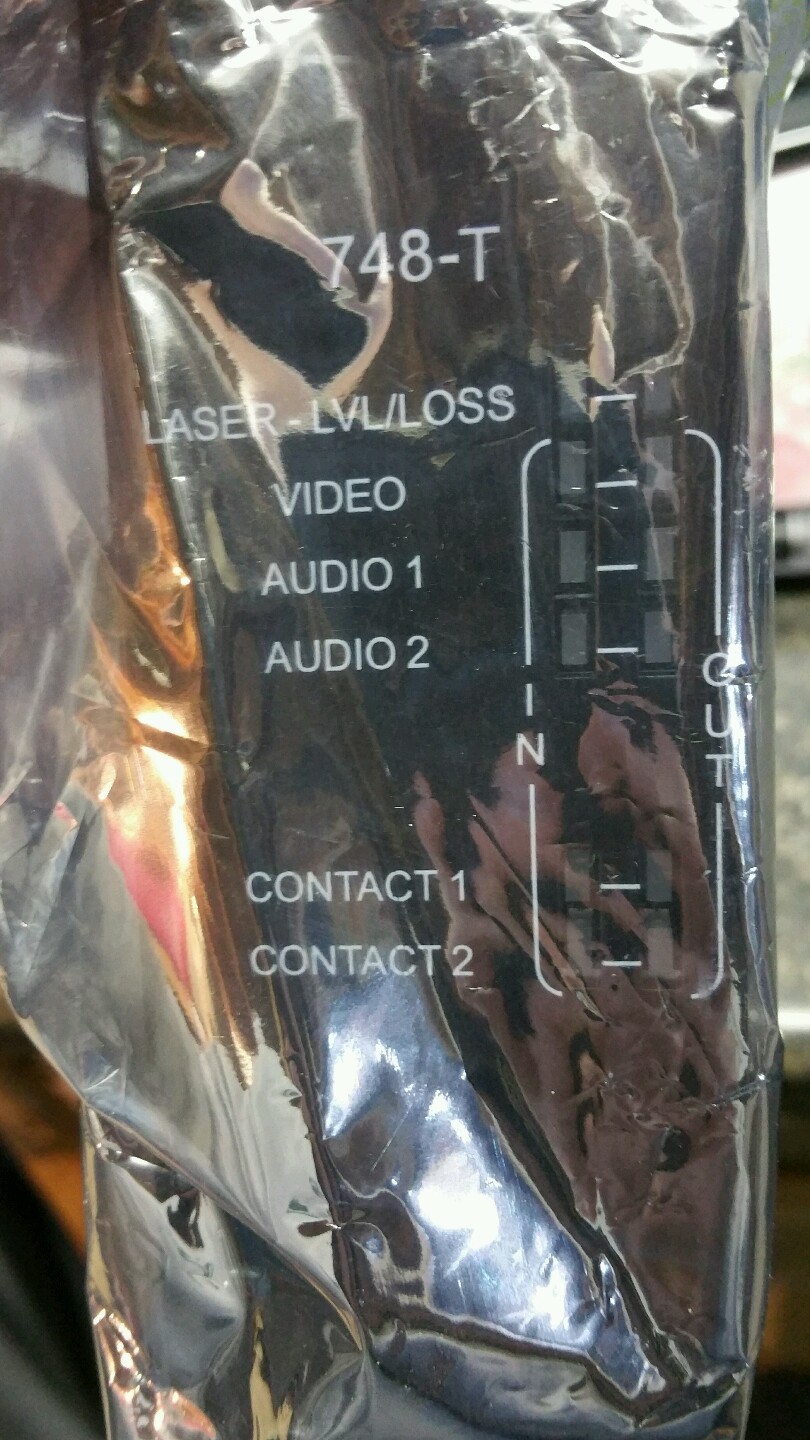 748-T
LASER - LVL/LOSS
VIDEO
AUDIO 1
AUDIO 2
IN
OUT
CONTACT 1
CONTACT 2